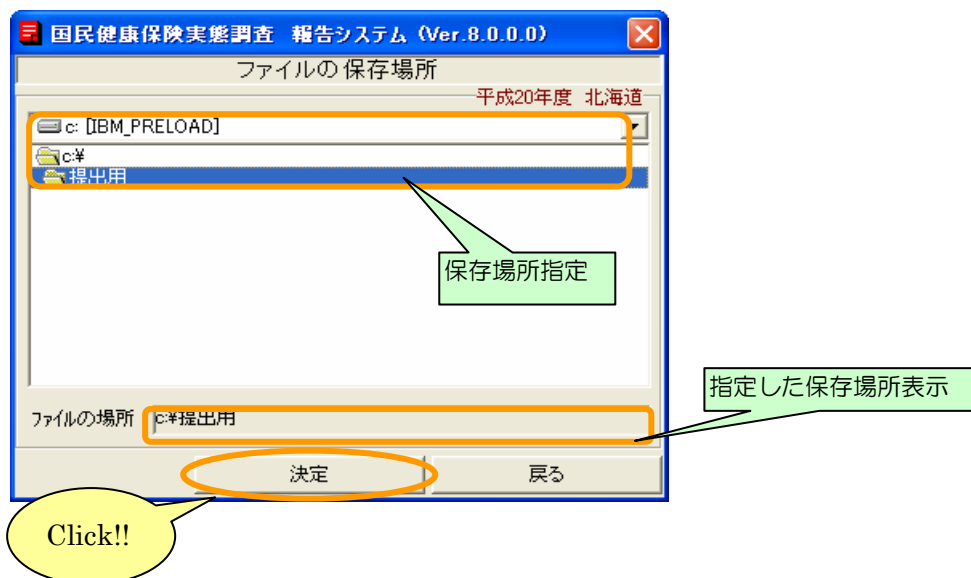 国民健康保険実態調査 報告システム (Ver.8.0.0.0)
ファイルの保存場所
平成20年度 北海道
c: [IBM_PRELOAD]
c:¥
提出用
保存場所指定
指定した保存場所表示
ファイルの場所 c:¥提出用
決定 戻る
Click!!